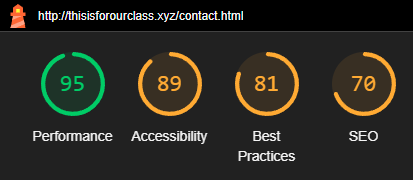 http://thisisforourclass.xyz/contact.html
95 89 81 70
Performance Accessibility Best Practices SEO